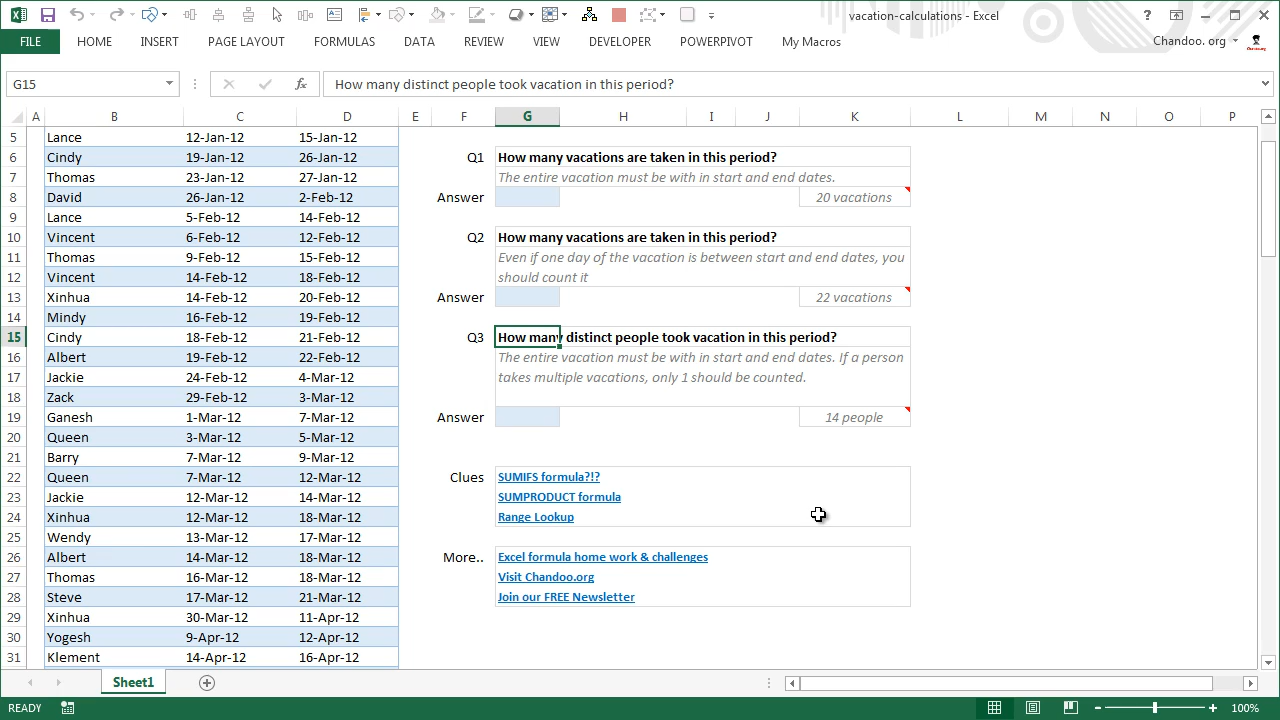 vacation-calculations - Excel
FILE HOME INSERT PAGE LAYOUT FORMULAS DATA REVIEW VIEW DEVELOPER POWERPOINT My Macros Chandoo. org
G15 fx How many distinct people took vacation in this period?
A B C D E F G H I J K L M N O P
5 Lance 12-Jan-12 15-Jan-12
6 Cindy 19-Jan-12 26-Jan-12 Q1 How many vacations are taken in this period?
7 Thomas 23-Jan-12 27-Jan-12 The entire vacation must be with in start and end dates.
8 David 26-Jan-12 2-Feb-12 Answer 20 vacations
9 Lance 5-Feb-12 14-Feb-12
10 Vincent 6-Feb-12 12-Feb-12 Q2 How many vacations are taken in this period?
11 Thomas 9-Feb-12 15-Feb-12 Even if one day of the vacation is between start and end dates, you
12 Vincent 14-Feb-12 18-Feb-12 should count it
13 Xinhua 14-Feb-12 20-Feb-12 Answer 22 vacations
14 Mindy 16-Feb-12 19-Feb-12
15 Cindy 18-Feb-12 21-Feb-12 Q3 How many distinct people took vacation in this period?
16 Albert 19-Feb-12 22-Feb-12 The entire vacation must be with in start and end dates. If a person
17 Jackie 24-Feb-12 4-Mar-12 takes multiple vacations, only 1 should be counted.
18 Zack 29-Feb-12 3-Mar-12
19 Ganesh 1-Mar-12 7-Mar-12 Answer 14 people
20 Queen 3-Mar-12 5-Mar-12
21 Barry 7-Mar-12 9-Mar-12
22 Queen 7-Mar-12 12-Mar-12 Clues SUMIFS formula?!?
23 Jackie 12-Mar-12 14-Mar-12 SUMPRODUCT formula
24 Xinhua 12-Mar-12 18-Mar-12 Range Lookup
25 Wendy 13-Mar-12 17-Mar-12
26 Albert 14-Mar-12 18-Mar-12 More.. Excel formula home work & challenges
27 Thomas 16-Mar-12 18-Mar-12 Visit Chandoo.org
28 Steve 17-Mar-12 21-Mar-12 Join our FREE Newsletter
29 Xinhua 30-Mar-12 11-Apr-12
30 Yogesh 9-Apr-12 12-Apr-12
31 Klement 14-Apr-12 16-Apr-12
Sheet1
READY 100%